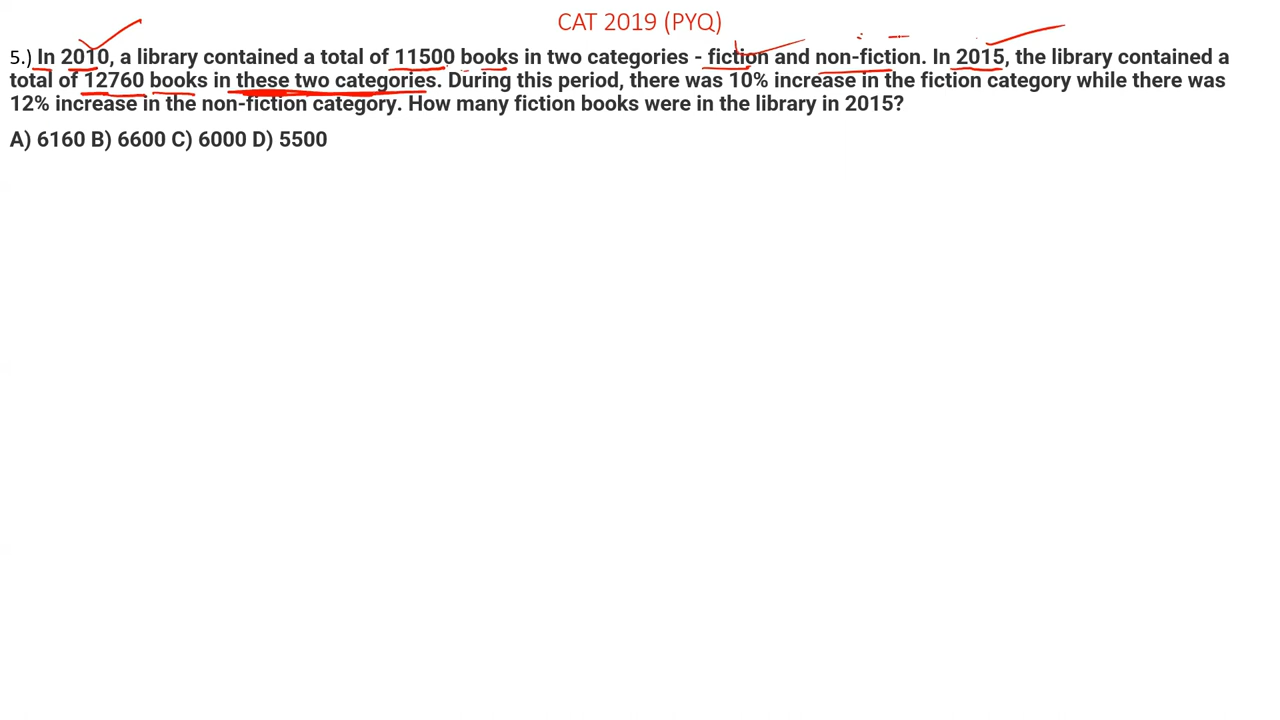 CAT 2019 (PYQ)
5.) In 2010, a library contained a total of 11500 books in two categories - fiction and non-fiction. In 2015, the library contained a
total of 12760 books in these two categories. During this period, there was 10% increase in the fiction category while there was
12% increase in the non-fiction category. How many fiction books were in the library in 2015?
A) 6160 B) 6600 C) 6000 D) 5500